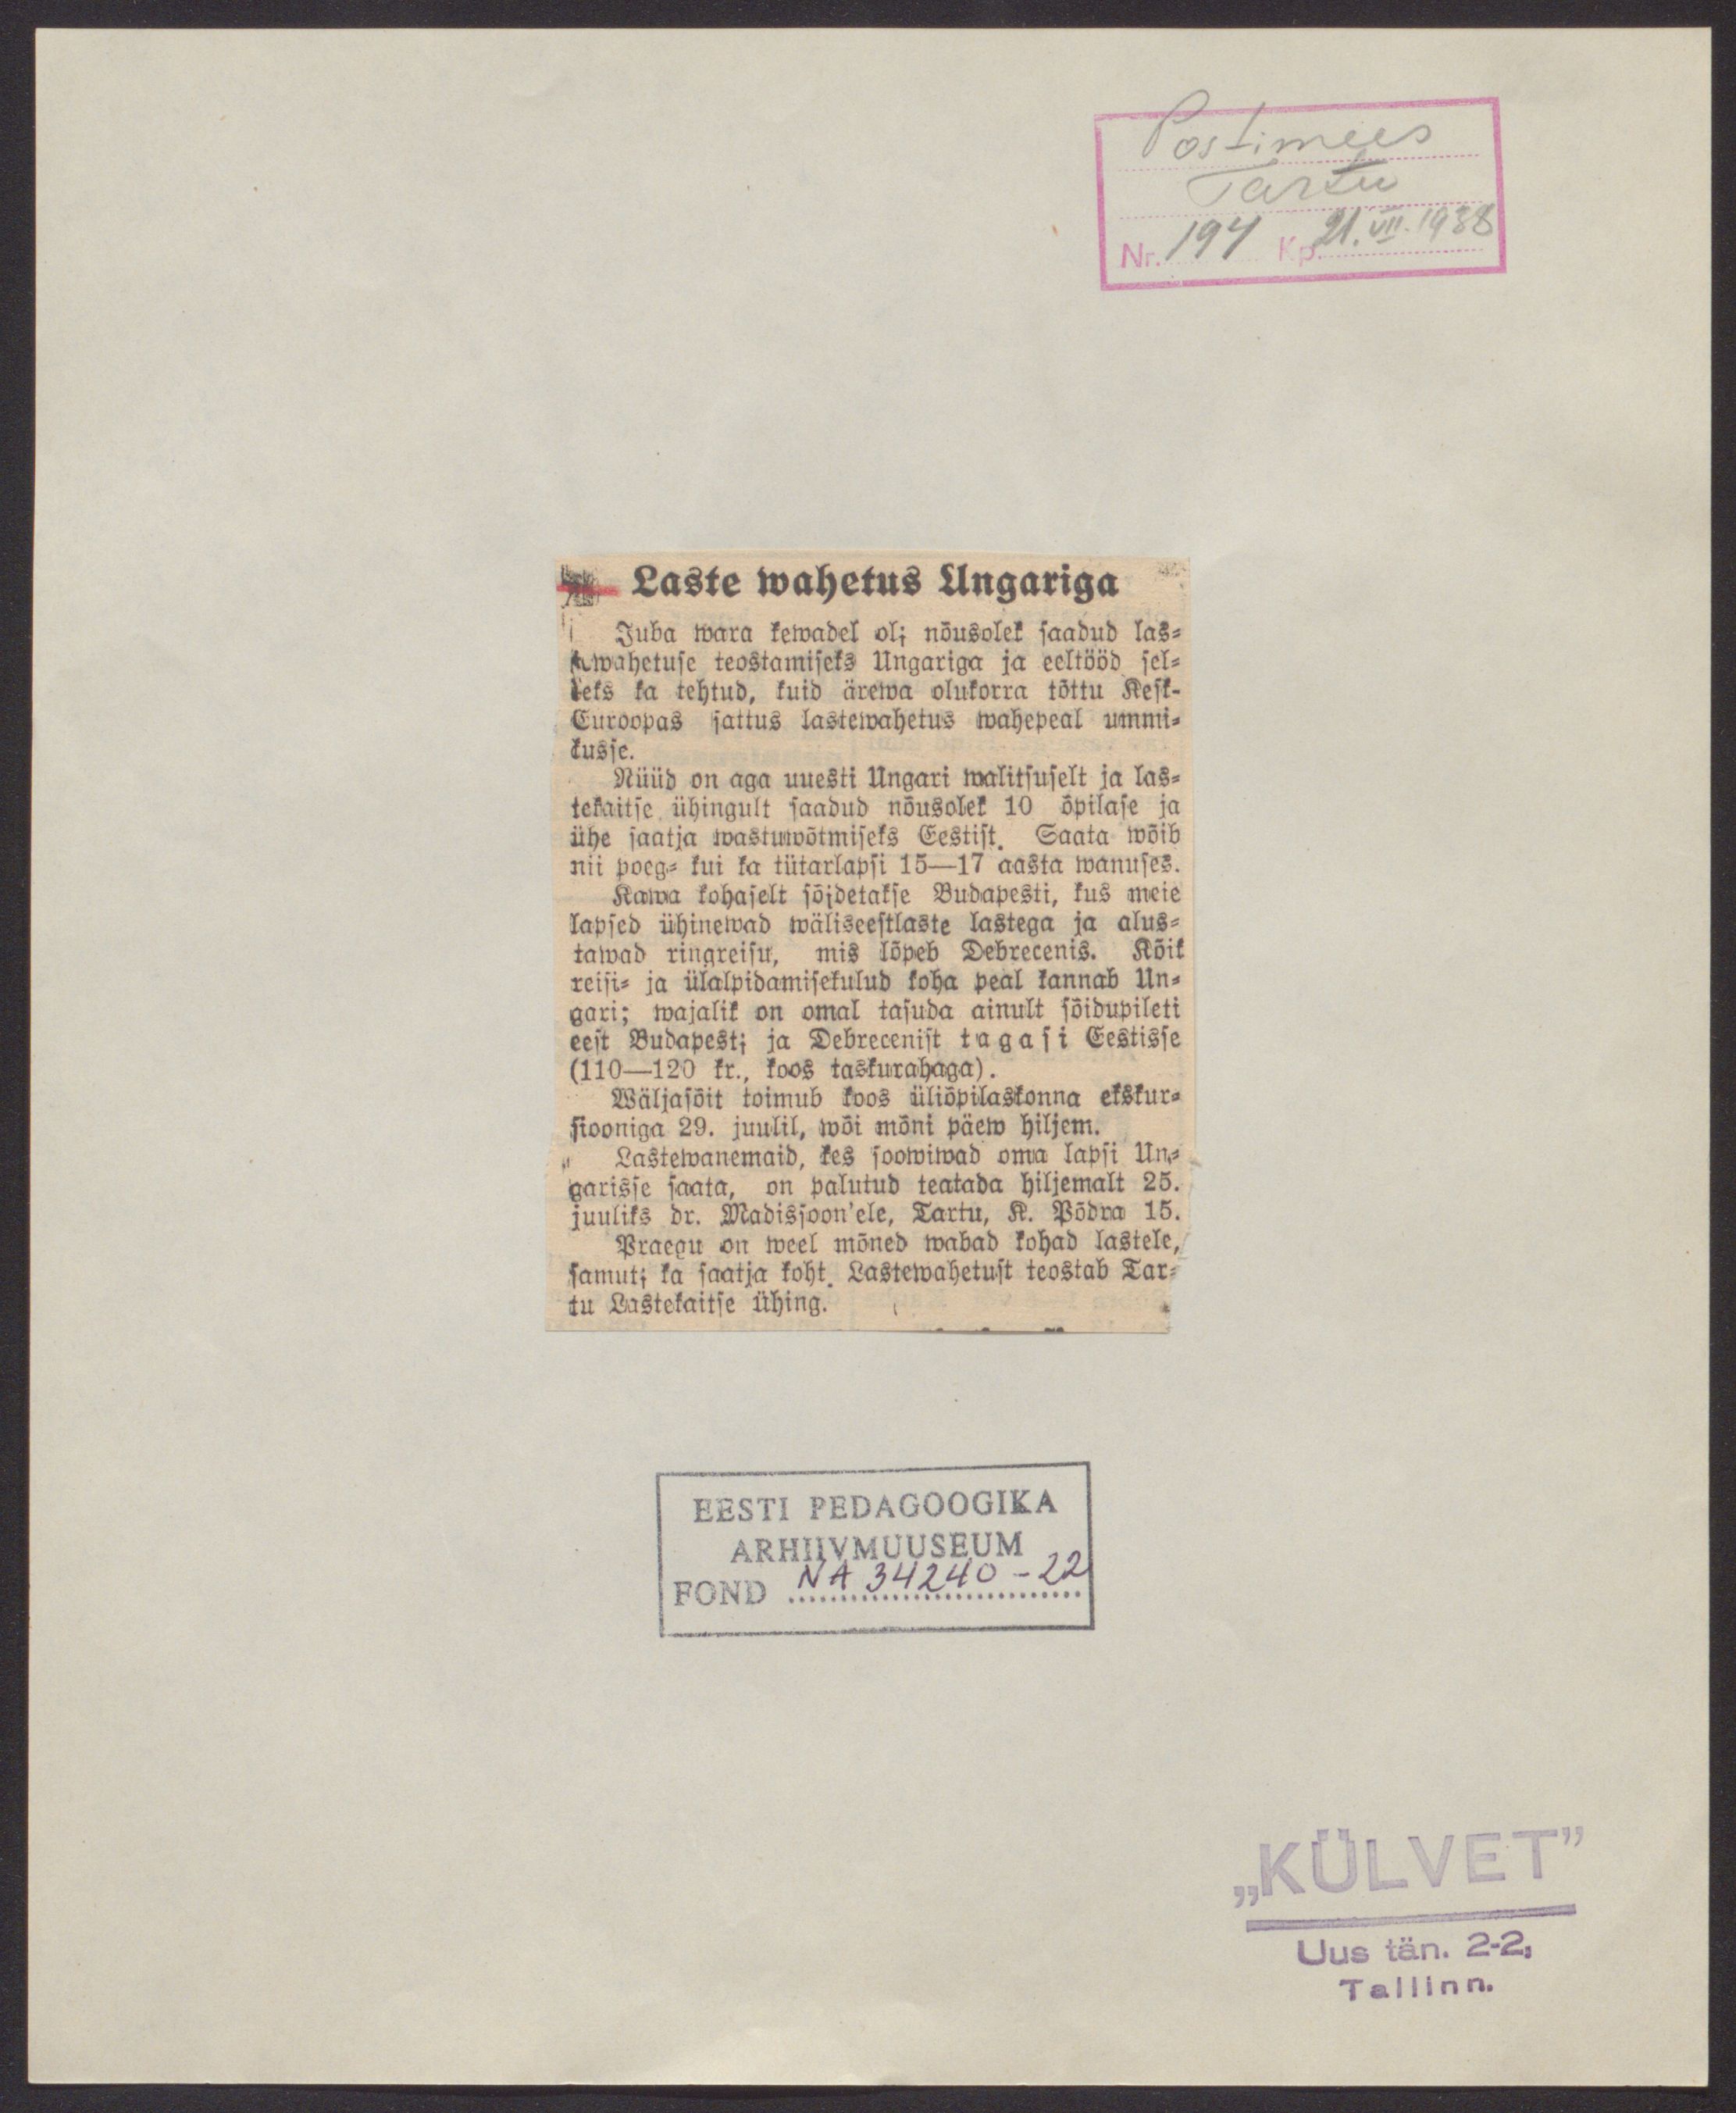 Postimees
Tartu
Nr. 194 Kp. 21. VII. 1938
Laste wahetus Ungariga
Juba wara kewadel oli nõusolek saadud las-
wahetuse teostamiseks Ungariga ja eeltööd sel-
leks ka tehtud, kuid ärewa olukorra tõttu Kesk-
Euroopas sattus lastewahetus wahepeal ummi-
kusse.
Nüüd on aga uuesti Ungari walitsuselt ja las-
tekaitse ühingult saadud nõusolek 10 õpilase ja
ühe saatja wastuwõtmiseks Eestist. Saata wõib
nii poeg- kui ka tütarlapsi 15—17 aasta wanuses.
Kawa kohaselt sõidetakse Budapesti, kus meie
lapsed ühinewad wäliseestlaste lastega ja alus-
tawad ringreisu, mis lõpeb Debrecenis. Kõik
reisi- ja ülalpidamisekulud koha peal kannab Un-
gari; wajalik on omal tasuda ainult sõidupileti
eest Budapesti ja Debrecenist tagasi Eestisse
(110—120 kr., koos taskurahaga).
Wäljasõit toimub koos üliõpilaskonna ekskur-
siooniga 29. juulil, wõi mõni päew hiljem.
Lastewanemaid, kes soowiwad oma lapsi Un-
garisse saata, on palutud teatada hiljemalt 25.
juuliks dr. Madissoon'ele, Tartu, K. Põdra 15.
Praegu on weel mõned wabad kohad lastele,
samuti ka saatja koht. Lastewahetust teostab Tar-
tu Lastekaitse ühing.
EESTI PEDAGOOGIKA
ARHIIVMUUSEUM
FOND NA 34240-22
„KÜLVET”
Uus tän. 2-2,
Tallinn.